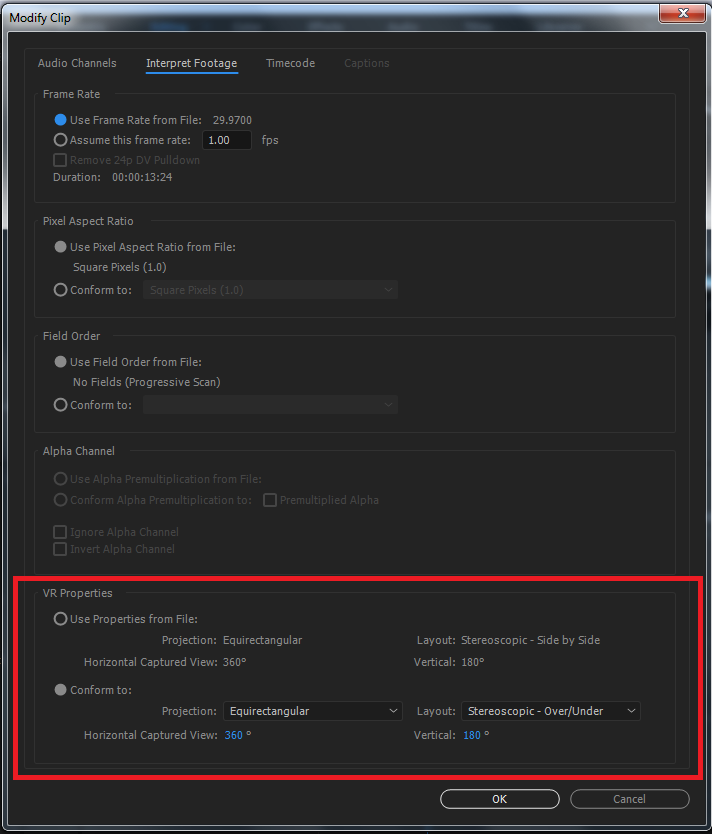 Modify Clip
Audio Channels Interpret Footage Timecode Captions
Frame Rate
Use Frame Rate from File: 29.9700
Assume this frame rate: 1.00 fps
Remove 24p DV Pulldown
Duration: 00:00:13:24
Pixel Aspect Ratio
Use Pixel Aspect Ratio from File:
Square Pixels (1.0)
Conform to: Square Pixels (1.0)
Field Order
Use Field Order from File:
No Fields (Progressive Scan)
Conform to:
Alpha Channel
Use Alpha Premultiplication from File:
Conform Alpha Premultiplication to: Premultiplied Alpha
Ignore Alpha Channel
Invert Alpha Channel
VR Properties
Use Properties from File:
Projection: Equirectangular Layout: Stereoscopic - Side by Side
Horizontal Captured View: 360° Vertical: 180°
Conform to:
Projection: Equirectangular Layout: Stereoscopic - Over/Under
Horizontal Captured View: 360 ° Vertical: 180 °
OK Cancel